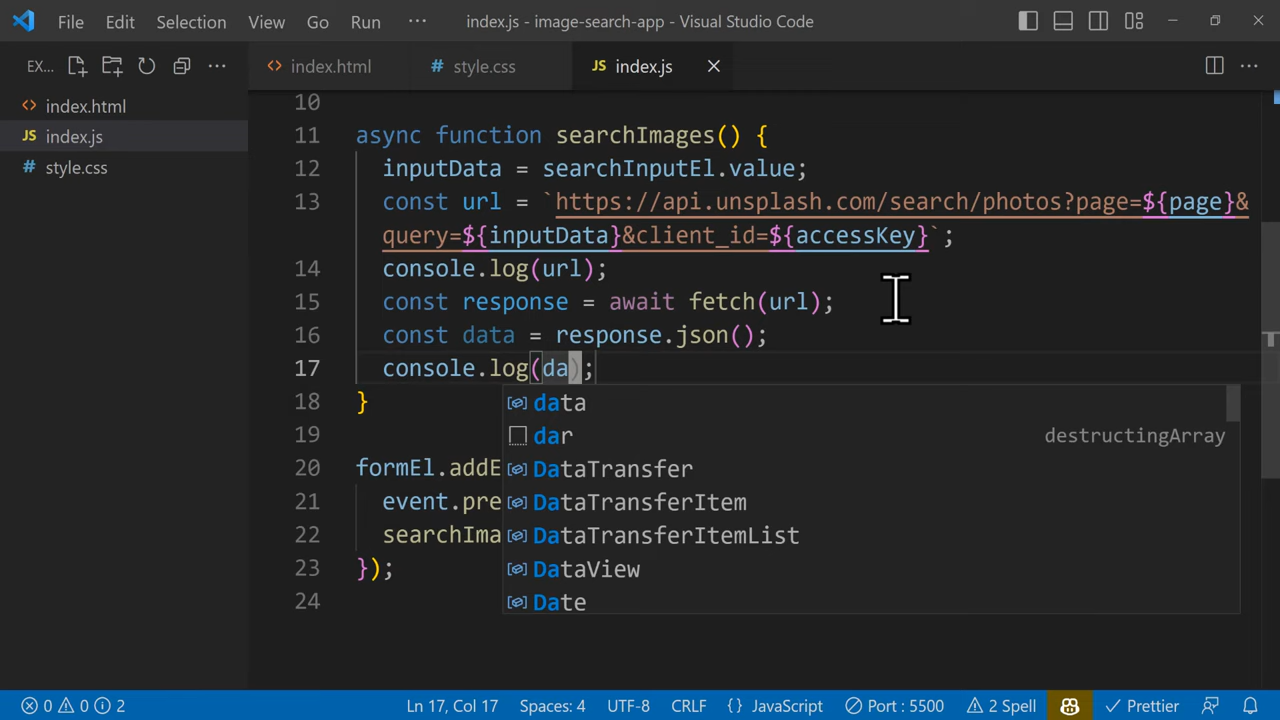 File Edit Selection View Go Run ··· index.js - image-search-app - Visual Studio Code
EX... ··· <> index.html # style.css JS index.js
<> index.html
JS index.js
# style.css
10
11 async function searchImages() {
12 inputData = searchInputEl.value;
13 const url = `https://api.unsplash.com/search/photos?page=${page}&
query=${inputData}&client_id=${accessKey}`;
14 console.log(url);
15 const response = await fetch(url);
16 const data = response.json();
17 console.log(da);
18 }
data
dar destructingArray
DataTransfer
DataTransferItem
DataTransferItemList
DataView
Date
19
20 formEl.addE
21 event.pre
22 searchIma
23 });
24
0 0 2 Ln 17, Col 17 Spaces: 4 UTF-8 CRLF {} JavaScript Port : 5500 2 Spell Prettier